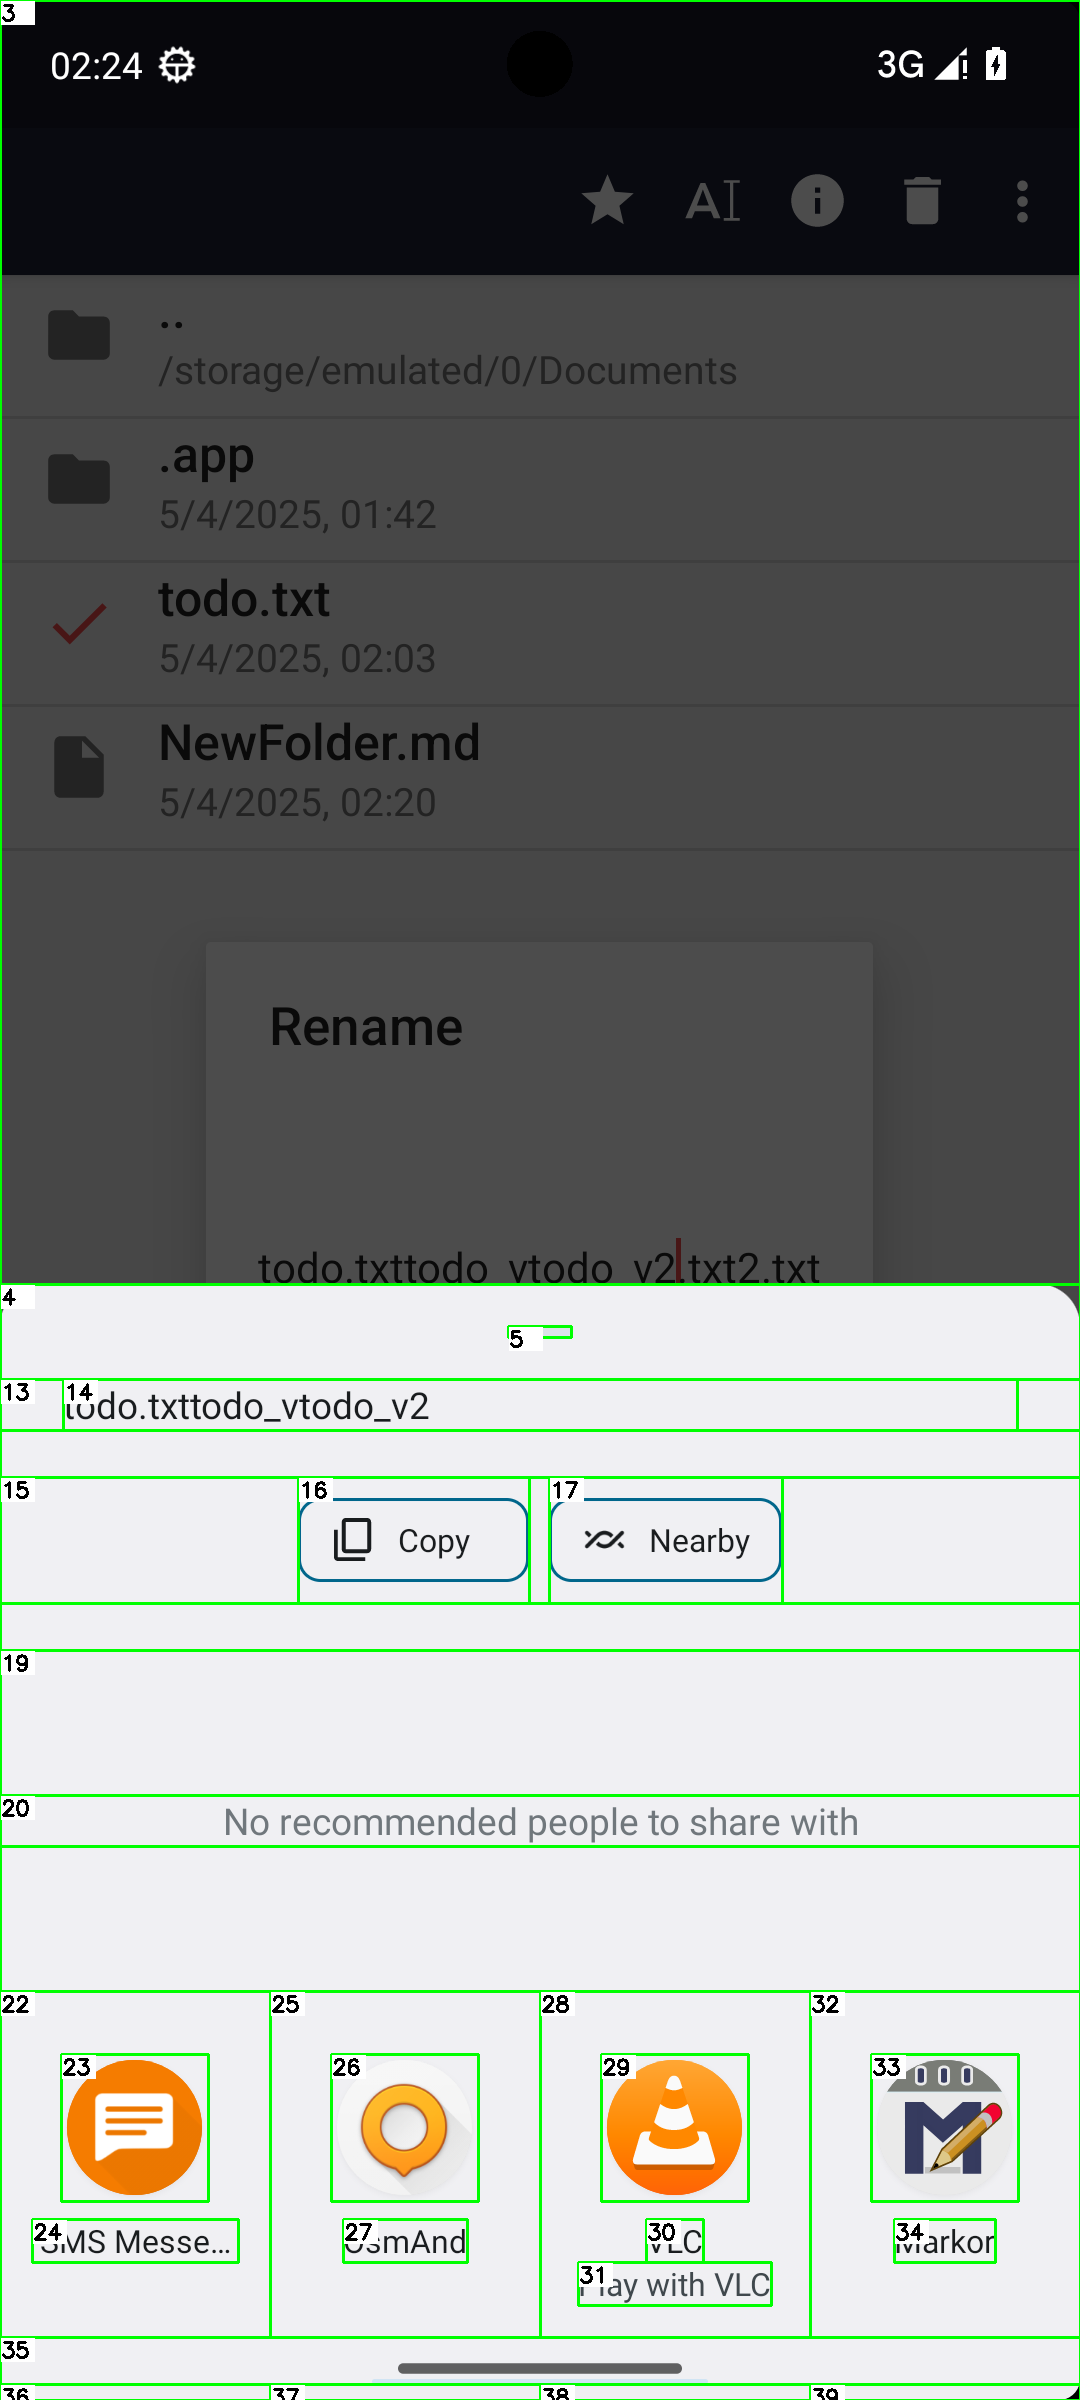 3
02:24
3G
..
/storage/emulated/0/Documents
.app
5/4/2025, 01:42
todo.txt
5/4/2025, 02:03
NewFolder.md
5/4/2025, 02:20
Rename
todo.txttodo_vtodo_v2.txt2.txt
4
5
13
14
todo.txttodo_vtodo_v2
15
16
17
Copy
Nearby
19
20
No recommended people to share with
22
25
28
32
23
26
29
33
24
SMS Messe...
27
OsmAnd
30
VLC
34
Markor
31
Play with VLC
35
36
37
38
39